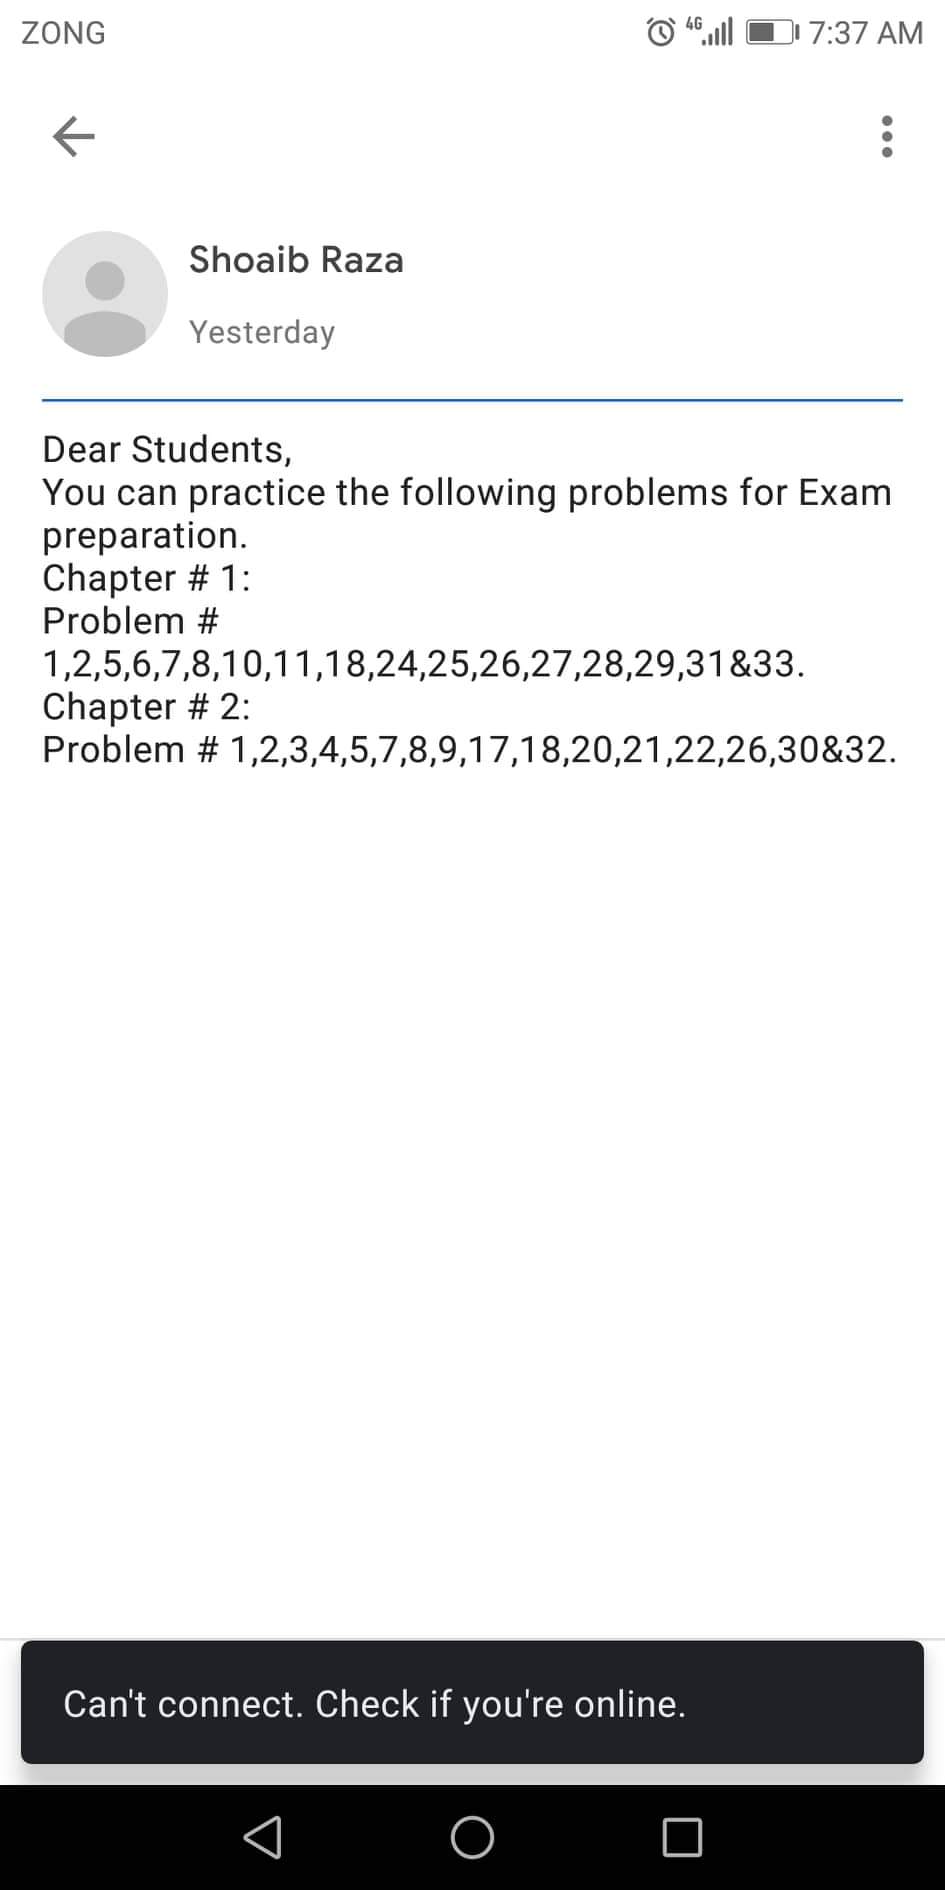 ZONG
4G 7:37 AM
Shoaib Raza
Yesterday
Dear Students,
You can practice the following problems for Exam
preparation.
Chapter # 1:
Problem #
1,2,5,6,7,8,10,11,18,24,25,26,27,28,29,31&33.
Chapter # 2:
Problem # 1,2,3,4,5,7,8,9,17,18,20,21,22,26,30&32.
Can't connect. Check if you're online.